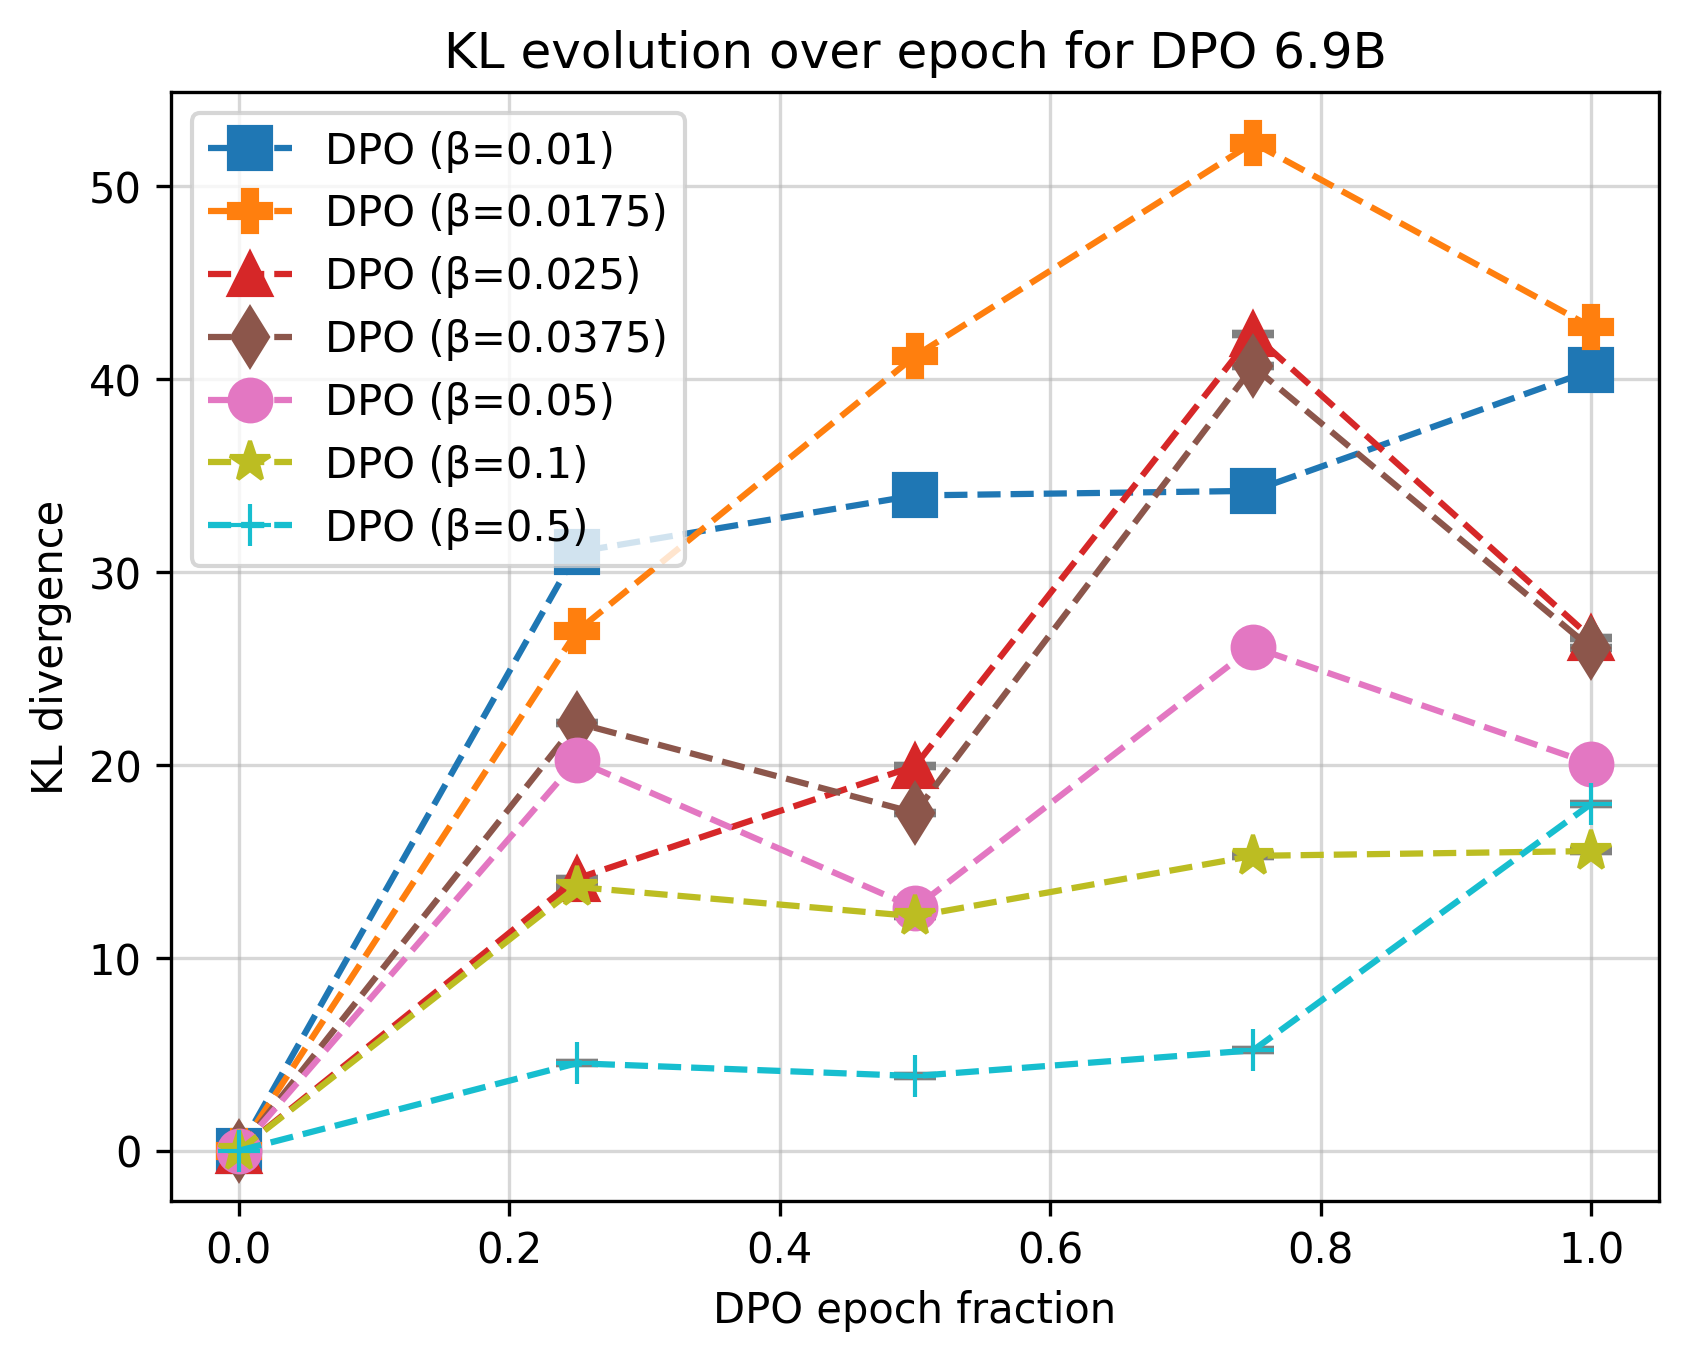 KL evolution over epoch for DPO 6.9B
DPO (β=0.01)
DPO (β=0.0175)
DPO (β=0.025)
DPO (β=0.0375)
DPO (β=0.05)
DPO (β=0.1)
DPO (β=0.5)
KL divergence
50
40
30
20
10
0
0.0 0.2 0.4 0.6 0.8 1.0
DPO epoch fraction